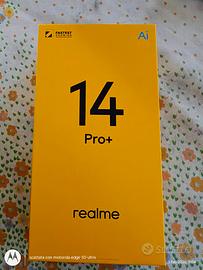 Ai
14
Pro+
realme
scattata con motorola edge 50 ultra